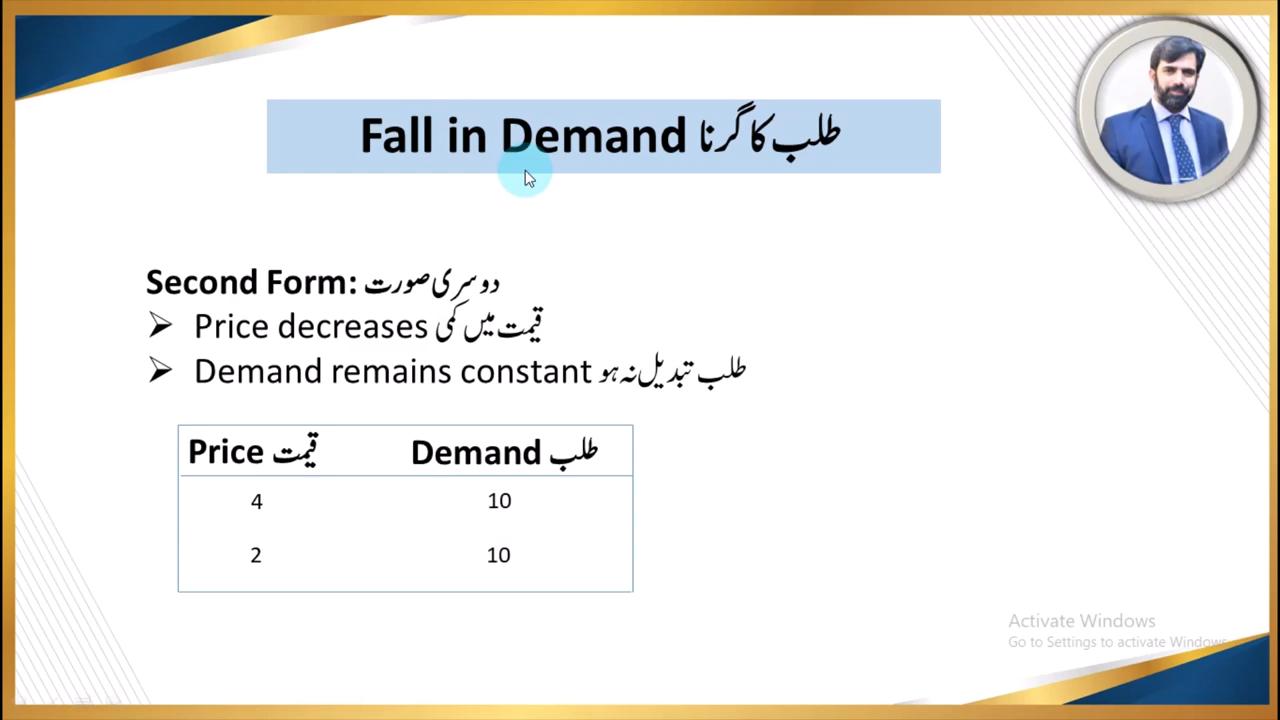 Fall in Demand طلب کا گرنا
Second Form: دوسری صورت
➢ Price decreases قیمت میں کمی
➢ Demand remains constant طلب تبدیل نہ ہو
Price قیمت Demand طلب
4 10
2 10
Activate Windows
Go to Settings to activate Windows.